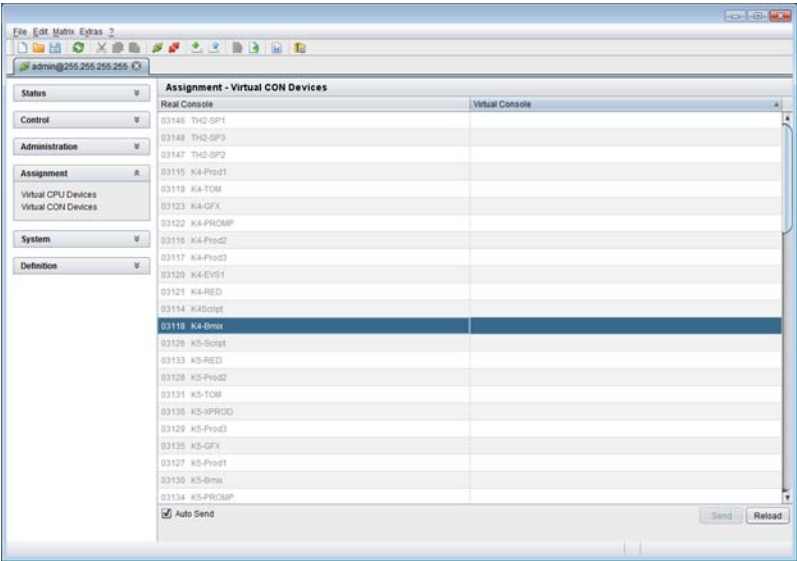 File Edit Matrix Extras ?
admin@255.255.255.255
Status
Control
Administration
Assignment
Virtual CPU Devices
Virtual CON Devices
System
Definition
Assignment - Virtual CON Devices
Real Console Virtual Console
03146 TH2-SP1
03148 TH2-SP3
03147 TH2-SP2
03115 K4-Prod1
03119 K4-TOM
03123 K4-GFX
03122 K4-PROMP
03116 K4-Prod2
03117 K4-Prod3
03120 K4-EVS1
03121 K4-RED
03114 K4Script
03118 K4-Bmix
03126 K5-Script
03133 K5-RED
03128 K5-Prod2
03131 K5-TOM
03136 K5-XPROD
03129 K5-Prod3
03135 K5-GFX
03127 K5-Prod1
03130 K5-Bmix
03134 K5-PROMP
Auto Send
Send Reload